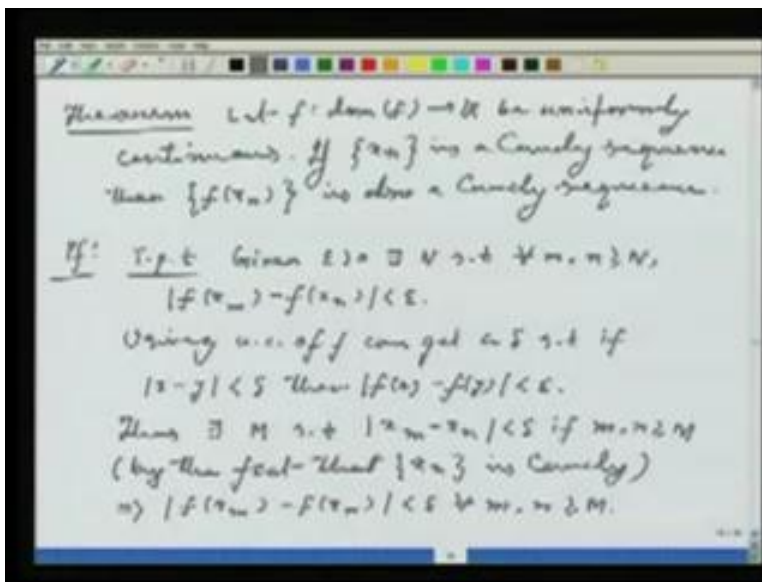 Theorem Let f: dom(f) → ℝ be uniformly
continuous. If {xₙ} is a Cauchy sequence
then {f(xₙ)} is also a Cauchy sequence.
Pf: T.p.t Given ε>0 ∃ N s.t ∀ m, n ≥ N,
|f(xₘ) - f(xₙ)| < ε.
Using u.c. of f can get a δ s.t if
|x - y| < δ then |f(x) - f(y)| < ε.
Thus ∃ M s.t |xₘ - xₙ| < δ if m, n ≥ M
(by the fact that {xₙ} is Cauchy)
⇒ |f(xₘ) - f(xₙ)| < ε ∀ m, n ≥ M.